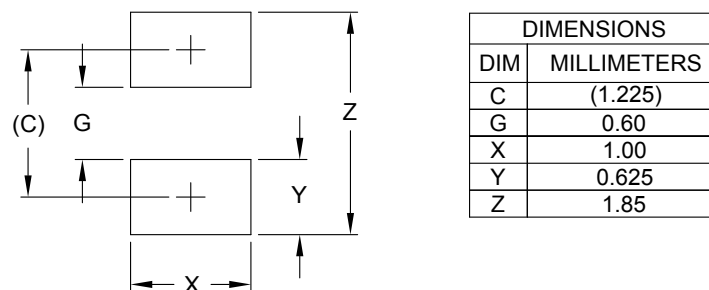 (C)
G
Z
Y
X
DIMENSIONS
DIM MILLIMETERS
C (1.225)
G 0.60
X 1.00
Y 0.625
Z 1.85